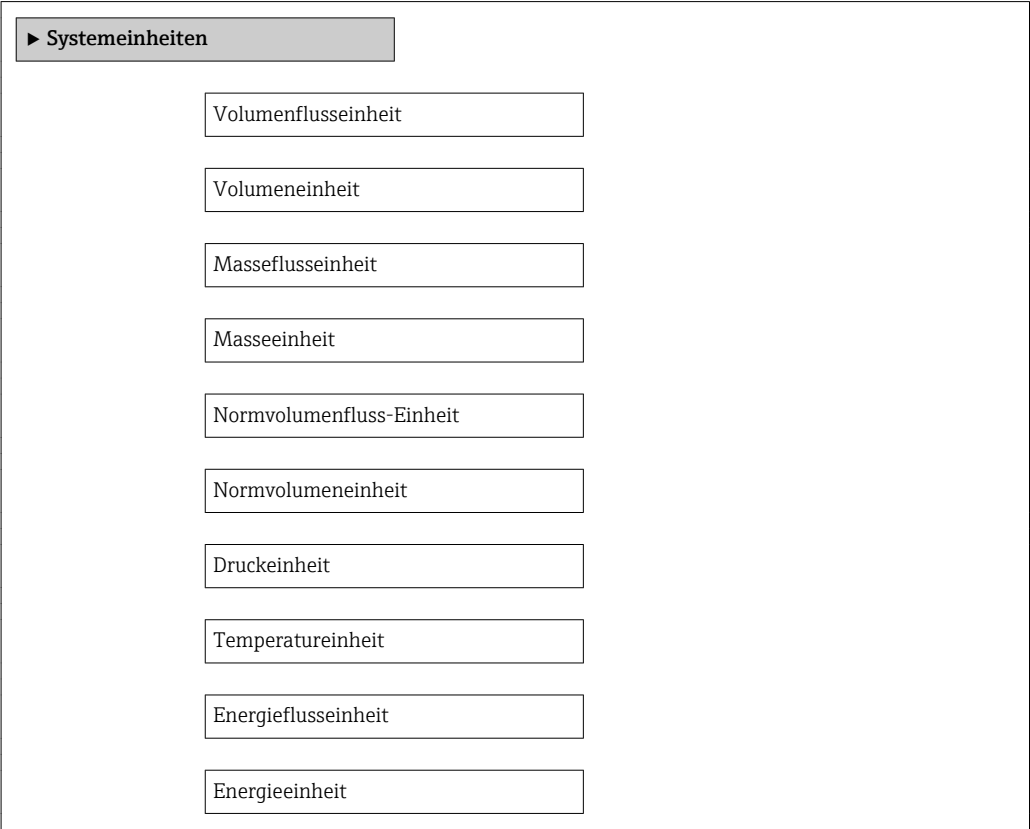 ▶ Systemeinheiten
Volumenflusseinheit
Volumeneinheit
Masseflusseinheit
Masseeinheit
Normvolumenfluss-Einheit
Normvolumeneinheit
Druckeinheit
Temperatureinheit
Energieflusseinheit
Energieeinheit